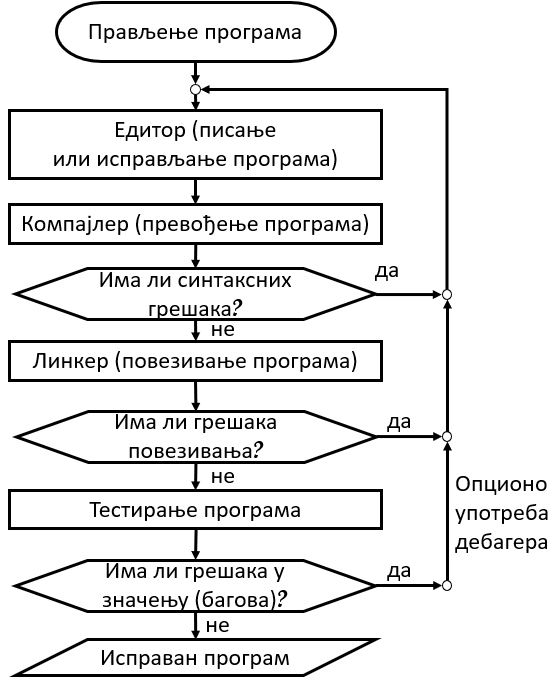 Прављење програма
Едитор (писање
или исправљање програма)
Компајлер (превођење програма)
Има ли синтаксних
грешака?
да
не
Линкер (повезивање програма)
Има ли грешака
повезивања?
да
не
Тестирање програма
Опционо
употреба
дебагера
Има ли грешака у
значењу (багова)?
да
не
Исправан програм